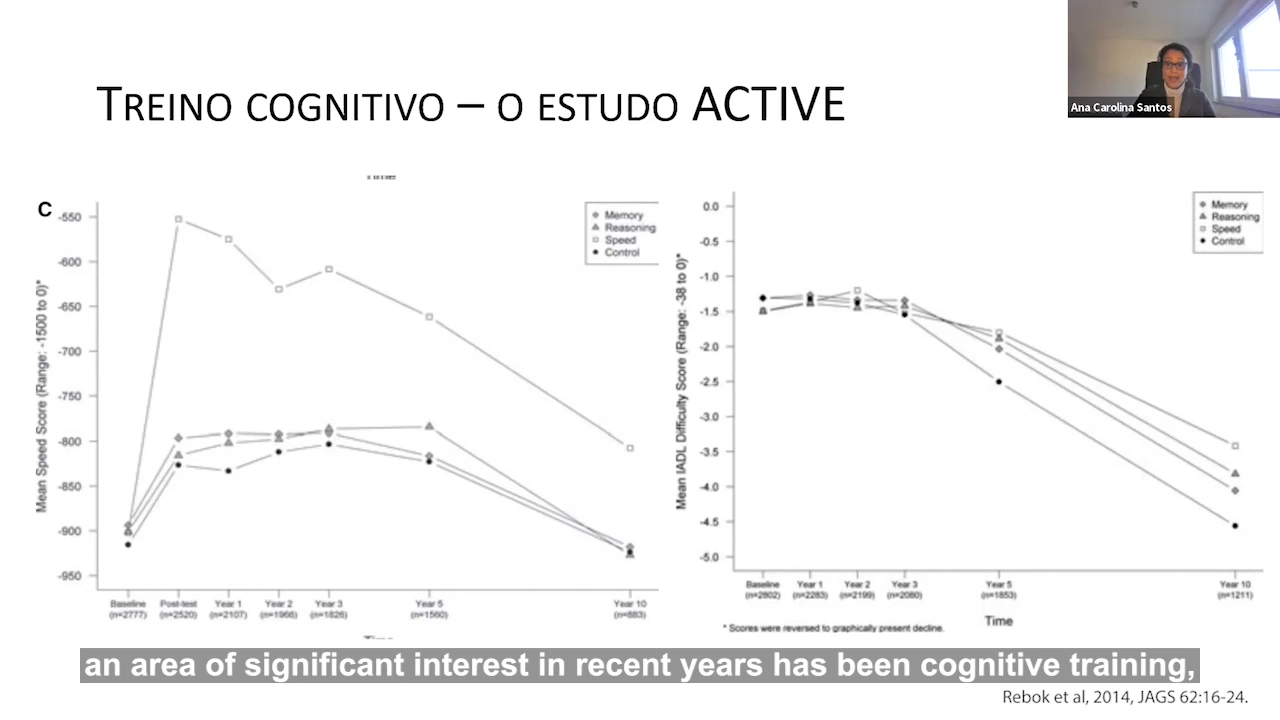 Ana Carolina Santos
TREINO COGNITIVO – O ESTUDO ACTIVE
C
Mean Speed Score (Range: -1500 to 0)*
-550
-600
-650
-700
-750
-800
-850
-900
-950
Memory
Reasoning
Speed
Control
Baseline
(n=2777)
Post-test
(n=2520)
Year 1
(n=2107)
Year 2
(n=1966)
Year 3
(n=1826)
Year 5
(n=1560)
Year 10
(n=883)
Mean IADL Difficulty Score (Range: -38 to 0)*
0.0
-0.5
-1.0
-1.5
-2.0
-2.5
-3.0
-3.5
-4.0
-4.5
-5.0
Memory
Reasoning
Speed
Control
Baseline
(n=2802)
Year 1
(n=2283)
Year 2
(n=2199)
Year 3
(n=2080)
Year 5
(n=1853)
Year 10
(n=1211)
Time
* Scores were reversed to graphically present decline.
an area of significant interest in recent years has been cognitive training,
Rebok et al, 2014, JAGS 62:16-24.